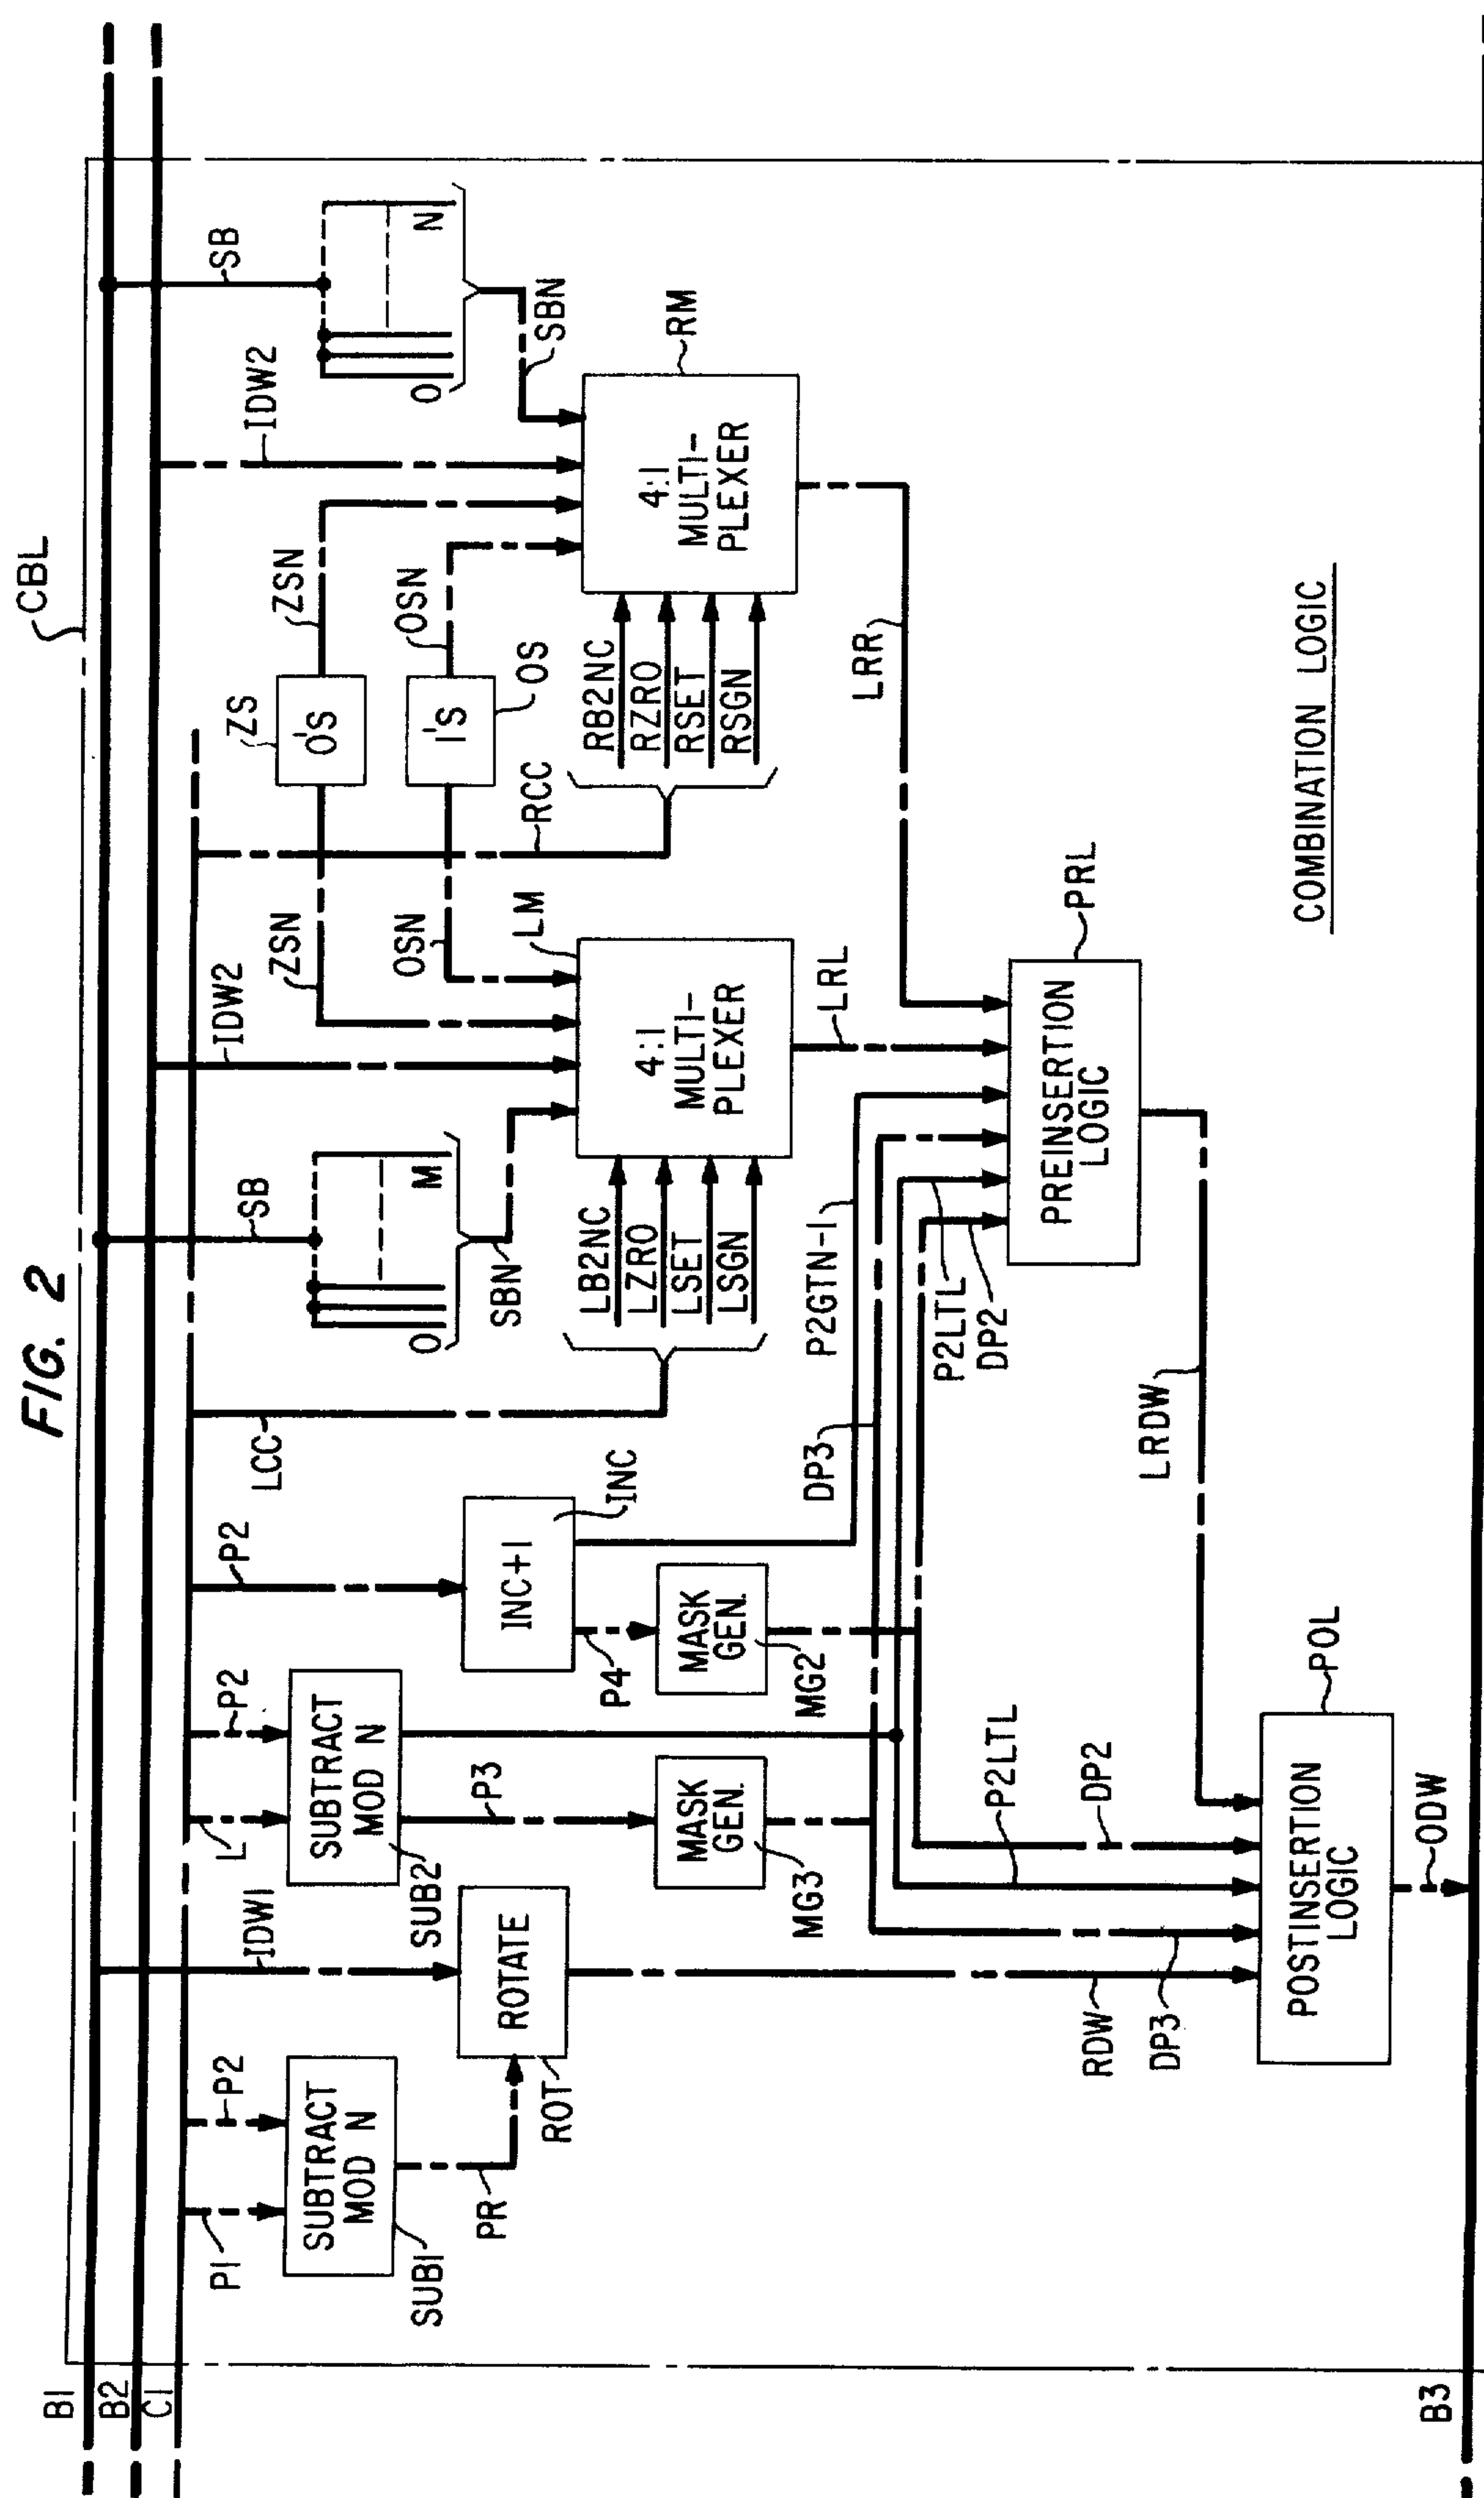 FIG. 2
CBL
B1
B2
C1
P1
P2
SUBTRACT
MOD N
SUB1
PR
ROT
ROTATE
IDW1
L
P2
SUBTRACT
MOD N
SUB2
P3
MASK
GEN.
MG3
P2
INC+1
INC
P4
MASK
GEN.
MG2
LCC
SB
O
M
SBN
LB2NC
LZRO
LSET
LSGN
IDW2
ZSN
OSN
LM
4:1
MULTI-
PLEXER
RCC
ZS
O'S
1'S
OS
ZSN
OSN
RB2NC
RZRO
RSET
RSGN
IDW2
SB
O
N
SBN
RM
4:1
MULTI-
PLEXER
LRR
LRL
P2GTN-1
DP3
P2LTL
DP2
PRL
PREINSERTION
LOGIC
LRDW
P2LTL
DP2
RDW
DP3
POL
POSTINSERTION
LOGIC
ODW
B3
COMBINATION LOGIC